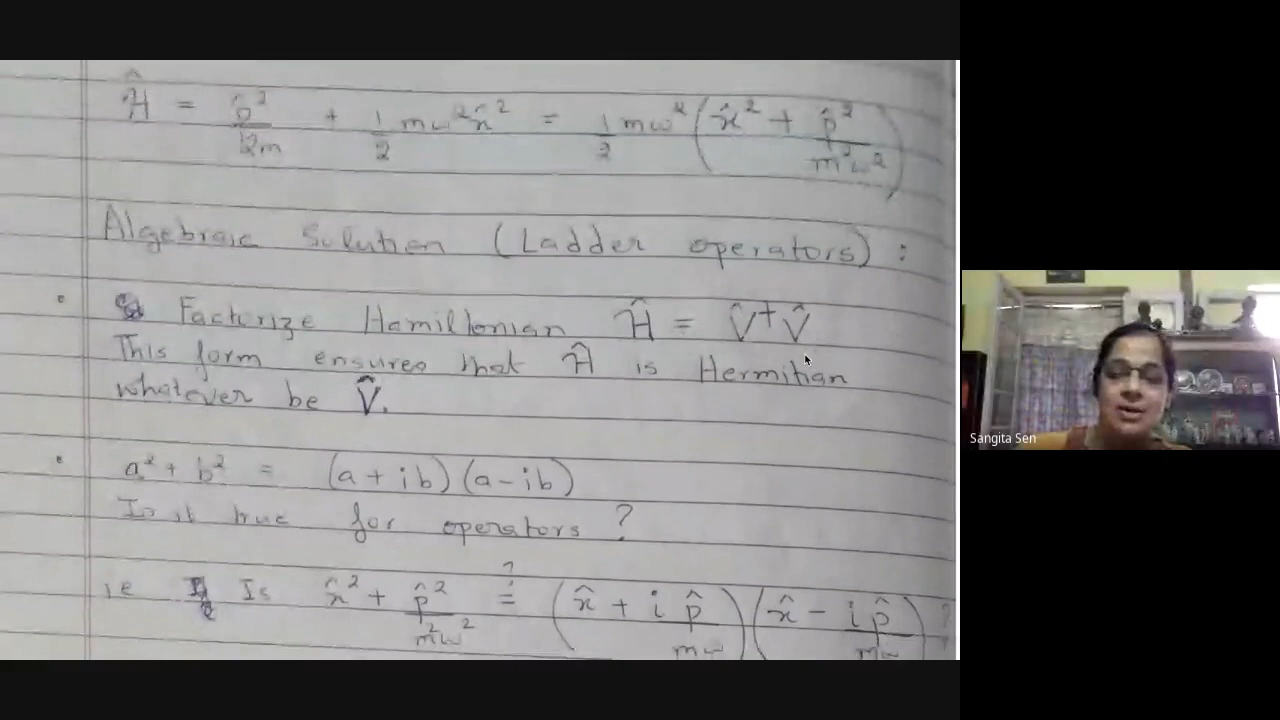 Ĥ = p̂²/2m + 1/2 mω²x̂² = 1/2 mω² (x̂² + p̂²/m²ω²)
Algebraic Solution (Ladder operators) :
• Factorize Hamiltonian Ĥ = V̂† V̂
This form ensures that Ĥ is Hermitian
whatever be V̂.
• a² + b² = (a + ib)(a - ib)
Is it true for operators ?
ie Is x̂² + p̂²/m²ω² ?= (x̂ + i p̂/mω)(x̂ - i p̂/mω) ?
Sangita Sen